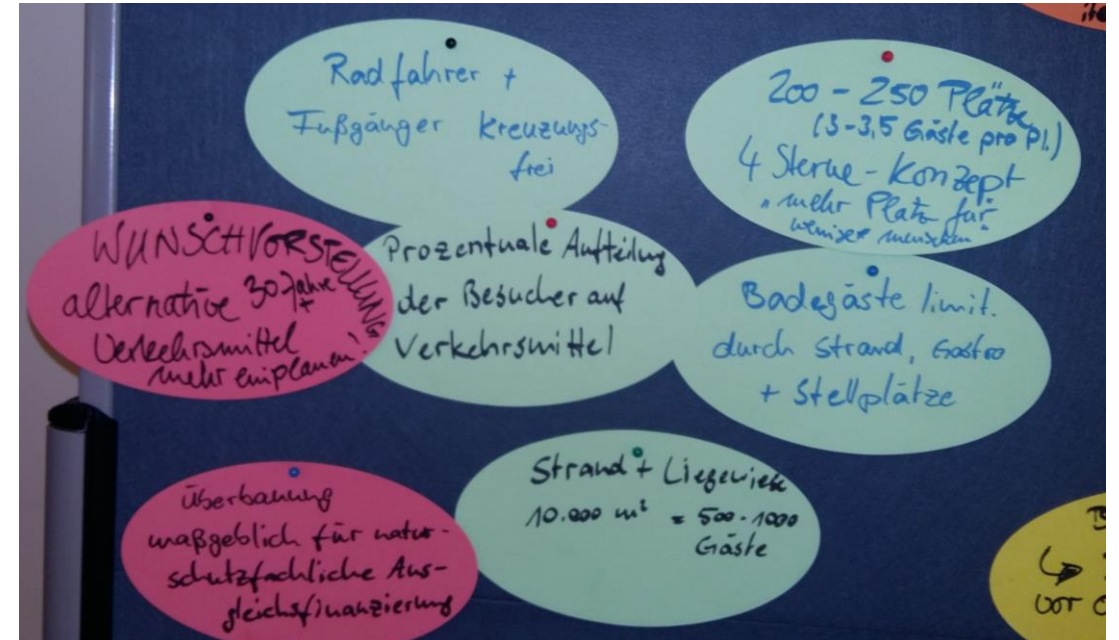 Radfahrer +
Fußgänger Kreuzungs-
frei
200 - 250 Plätze
(3-3,5 Gäste pro Pl.)
4 Sterne - Konzept
"mehr Platz für
weniger menschen
WUNSCHVORSTELLUNG
alternative 30 Jahre +
Verkehrsmittel
mehr einplanen!
Prozentuale Aufteilung
der Besucher auf
Verkehrsmittel
Badegäste limit.
durch Strand, Gastro
+ Stellplätze
Überbauung
maßgeblich für natur-
schutzfachliche Aus-
gleichsfinanzierung
Strand + Liegewiese
10.000 m² = 500-1000
Gäste
B
↳
vor